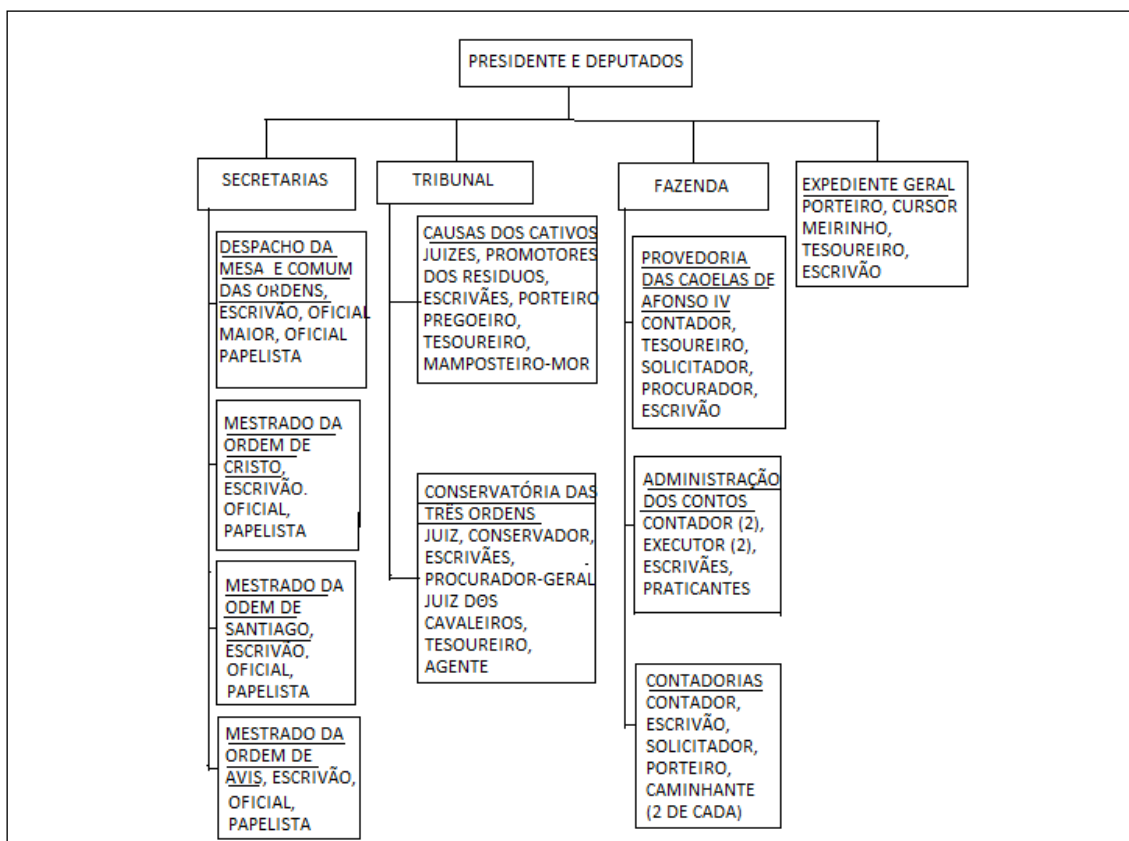 PRESIDENTE E DEPUTADOS
SECRETARIAS
DESPACHO DA
MESA E COMUM
DAS ORDENS,
ESCRIVÃO, OFICIAL
MAIOR, OFICIAL
PAPELISTA
MESTRADO DA
ORDEM DE
CRISTO,
ESCRIVÃO.
OFICIAL,
PAPELISTA
MESTRADO DA
ODEM DE
SANTIAGO,
ESCRIVÃO,
OFICIAL,
PAPELISTA
MESTRADO DA
ORDEM DE
AVIS, ESCRIVÃO,
OFICIAL,
PAPELISTA
TRIBUNAL
CAUSAS DOS CATIVOS
JUIZES, PROMOTORES
DOS RESIDUOS,
ESCRIVÃES, PORTEIRO
PREGOEIRO,
TESOUREIRO,
MAMPOSTEIRO-MOR
CONSERVATÓRIA DAS
TRÊS ORDENS
JUIZ, CONSERVADOR,
ESCRIVÃES,
PROCURADOR-GERAL
JUIZ DOS
CAVALEIROS,
TESOUREIRO,
AGENTE
FAZENDA
PROVEDORIA
DAS CAOELAS DE
AFONSO IV
CONTADOR,
TESOUREIRO,
SOLICITADOR,
PROCURADOR,
ESCRIVÃO
ADMINISTRAÇÃO
DOS CONTOS
CONTADOR (2),
EXECUTOR (2),
ESCRIVÃES,
PRATICANTES
CONTADORIAS
CONTADOR,
ESCRIVÃO,
SOLICITADOR,
PORTEIRO,
CAMINHANTE
(2 DE CADA)
EXPEDIENTE GERAL
PORTEIRO, CURSOR
MEIRINHO,
TESOUREIRO,
ESCRIVÃO